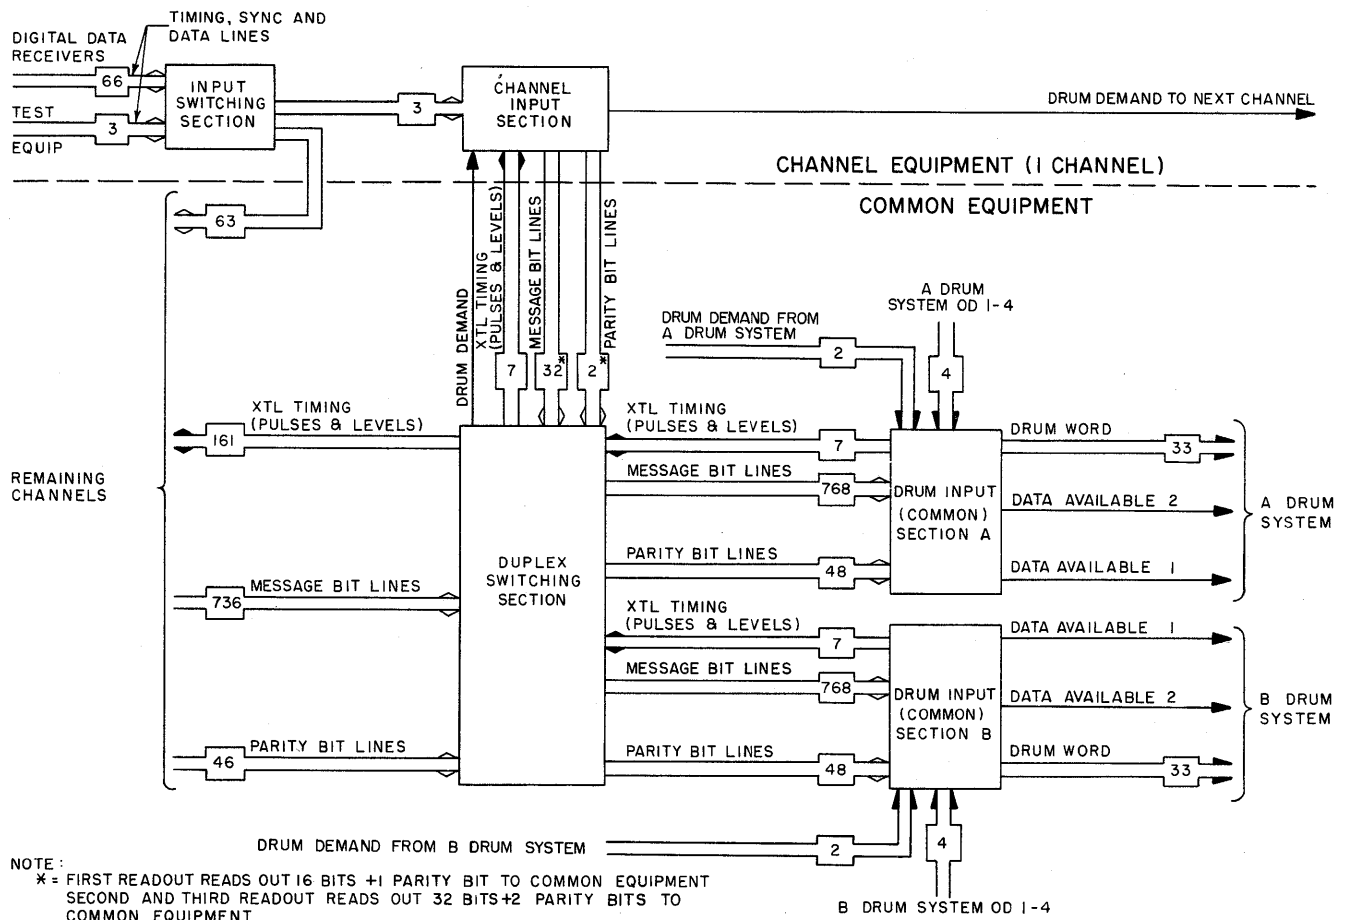 TIMING, SYNC AND
DATA LINES
DIGITAL DATA
RECEIVERS
66
TEST
3
EQUIP
INPUT
SWITCHING
SECTION
3
CHANNEL
INPUT
SECTION
DRUM DEMAND TO NEXT CHANNEL
CHANNEL EQUIPMENT (1 CHANNEL)
COMMON EQUIPMENT
63
DRUM DEMAND
XTL TIMING
(PULSES & LEVELS)
MESSAGE BIT LINES
PARITY BIT LINES
7
32*
2*
A DRUM
SYSTEM OD 1-4
DRUM DEMAND FROM
A DRUM SYSTEM
2
4
REMAINING
CHANNELS
XTL TIMING
(PULSES & LEVELS)
161
MESSAGE BIT LINES
736
PARITY BIT LINES
46
DUPLEX
SWITCHING
SECTION
XTL TIMING
(PULSES & LEVELS)
7
MESSAGE BIT LINES
768
PARITY BIT LINES
48
DRUM INPUT
(COMMON)
SECTION A
DRUM WORD
33
DATA AVAILABLE 2
DATA AVAILABLE 1
A DRUM
SYSTEM
XTL TIMING
(PULSES & LEVELS)
7
MESSAGE BIT LINES
768
PARITY BIT LINES
48
DRUM INPUT
(COMMON)
SECTION B
DATA AVAILABLE 1
DATA AVAILABLE 2
DRUM WORD
33
B DRUM
SYSTEM
DRUM DEMAND FROM B DRUM SYSTEM
2
4
B DRUM SYSTEM OD 1-4
NOTE:
* = FIRST READOUT READS OUT 16 BITS +1 PARITY BIT TO COMMON EQUIPMENT
SECOND AND THIRD READOUT READS OUT 32 BITS+2 PARITY BITS TO
COMMON EQUIPMENT